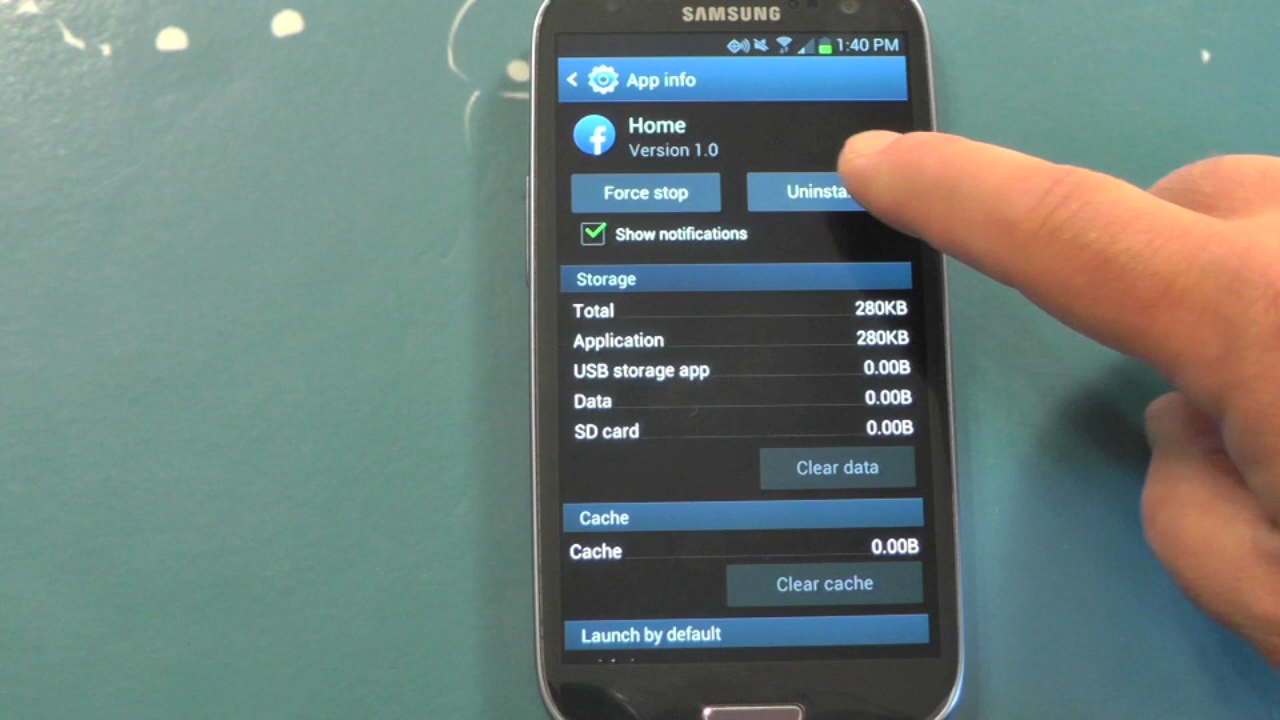 SAMSUNG
1:40 PM
App info
Home
Version 1.0
Force stop
Show notifications
Storage
Total 280KB
Application 280KB
USB storage app 0.00B
Data 0.00B
SD card 0.00B
Clear data
Cache
Cache 0.00B
Clear cache
Launch by default